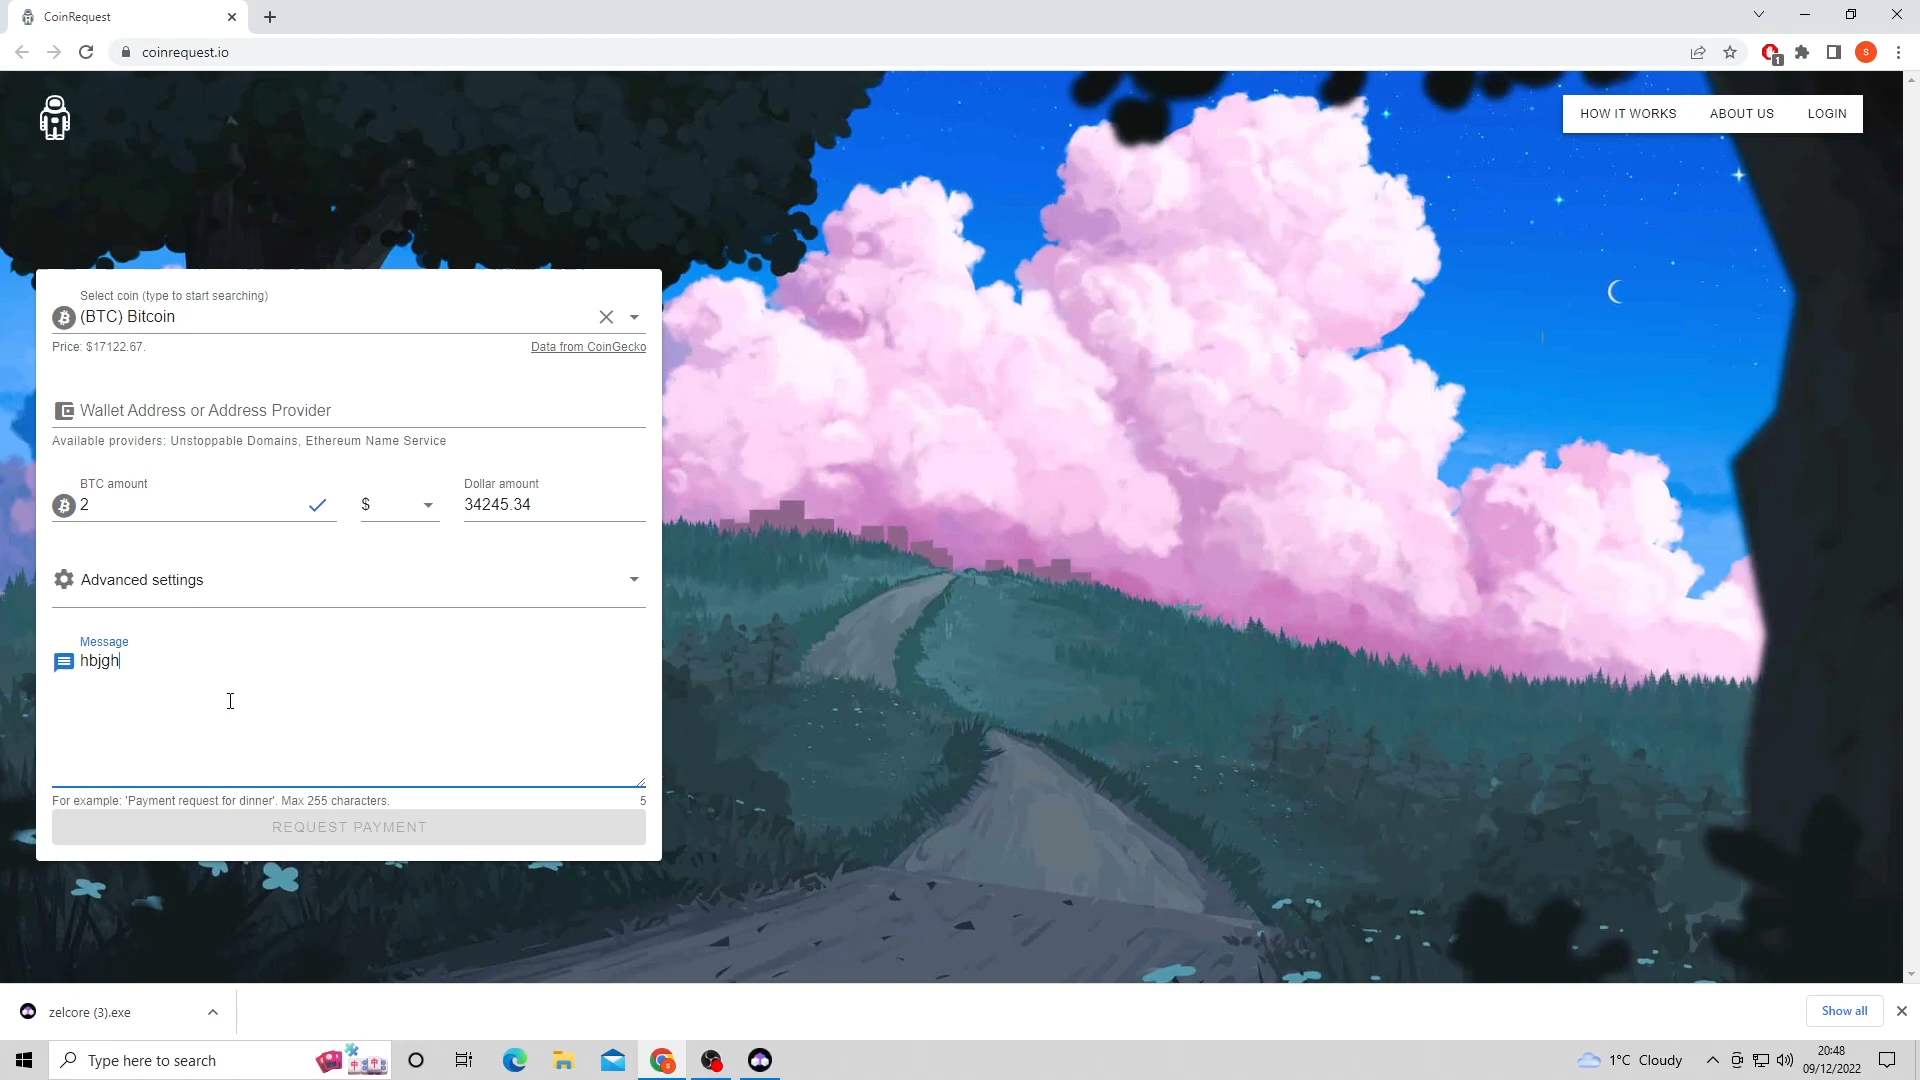 CoinRequest
coinrequest.io
1
S
HOW IT WORKS ABOUT US LOGIN
Select coin (type to start searching)
(BTC) Bitcoin
Price: $17122.67. Data from CoinGecko
Wallet Address or Address Provider
Available providers: Unstoppable Domains, Ethereum Name Service
BTC amount Dollar amount
2 $ 34245.34
Advanced settings
Message
hbjgh
For example: 'Payment request for dinner'. Max 255 characters. 5
REQUEST PAYMENT
zelcore (3).exe Show all
Type here to search 1°C Cloudy 20:48
09/12/2022